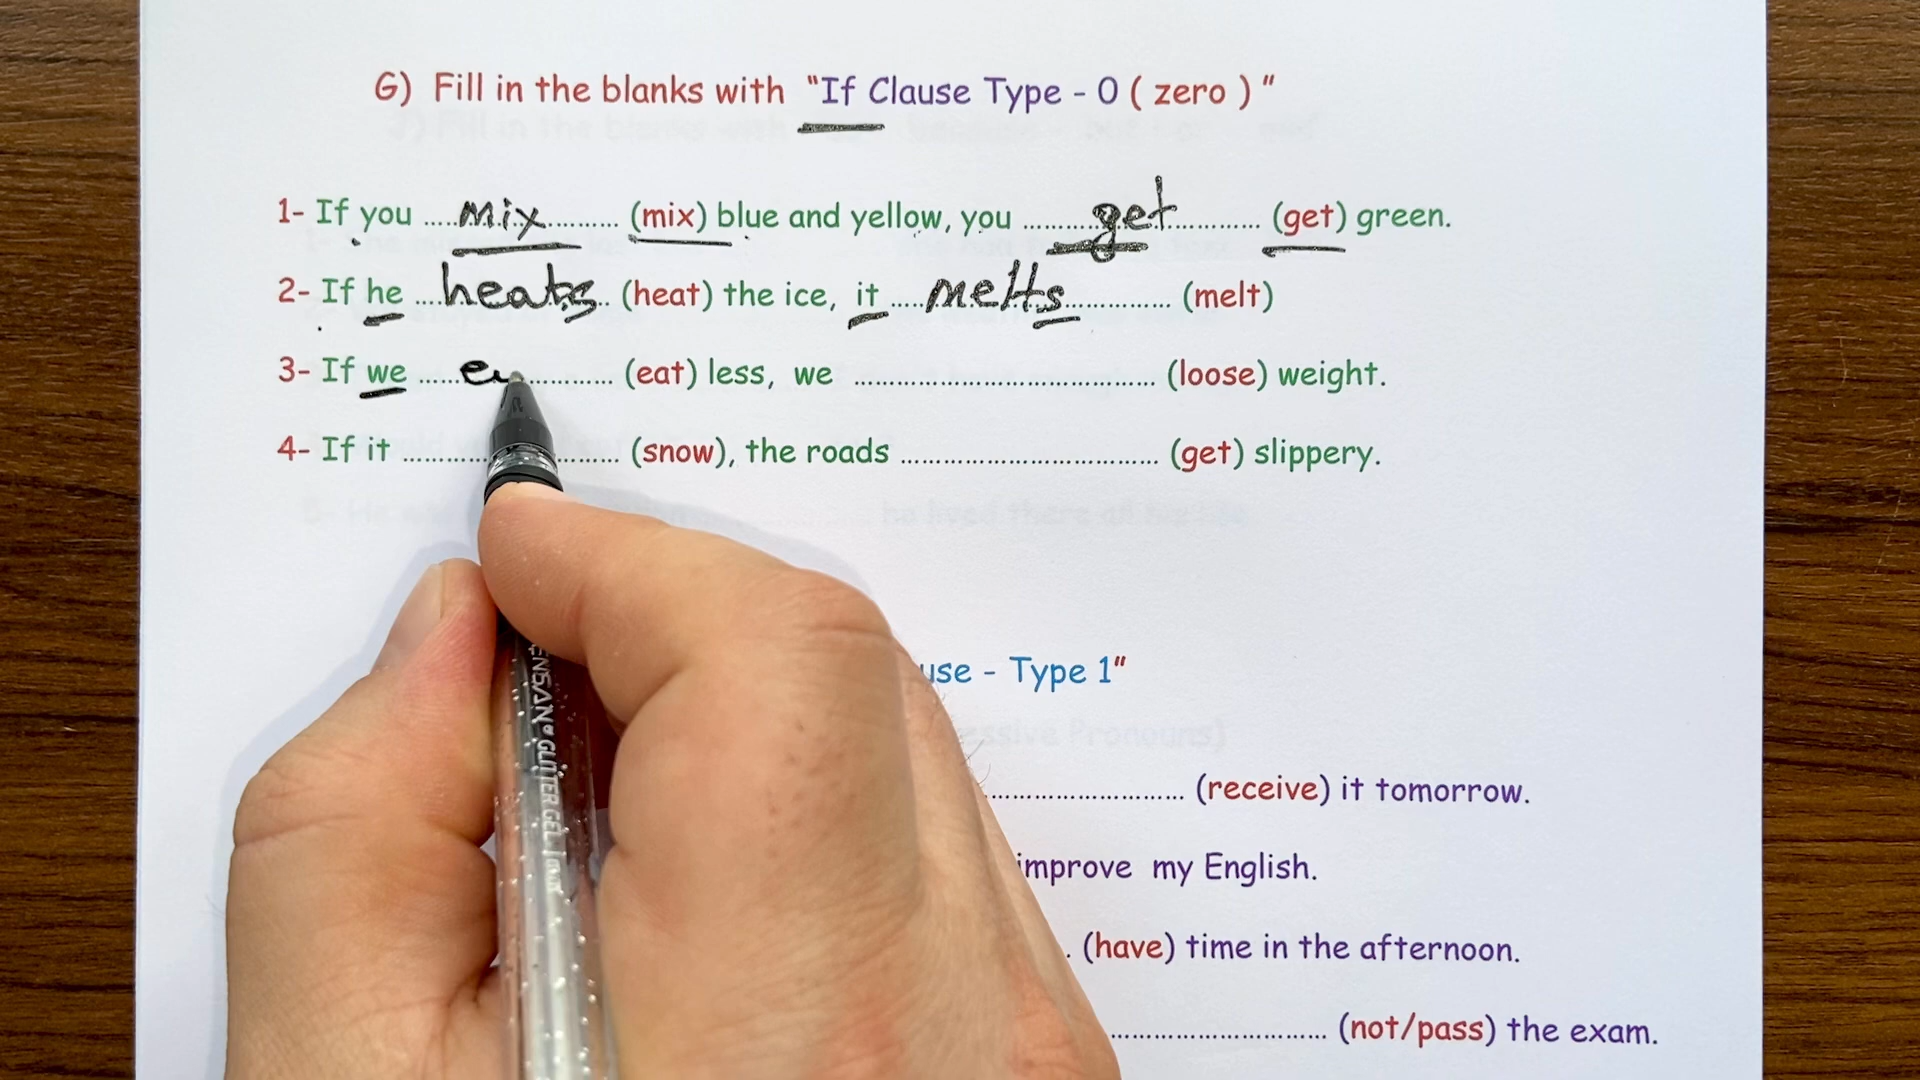 G) Fill in the blanks with "If Clause Type - 0 ( zero ) "
1- If you .....mix.......... (mix) blue and yellow, you ........get............ (get) green.
2- If he ....heats.. (heat) the ice, it .....melts............... (melt)
3- If we ......e............ (eat) less, we .................................... (loose) weight.
4- If it .......................... (snow), the roads ............................... (get) slippery.
- Type 1"
............................ (receive) it tomorrow.
improve my English.
. (have) time in the afternoon.
............................ (not/pass) the exam.
ENSAN GLITTER GEL